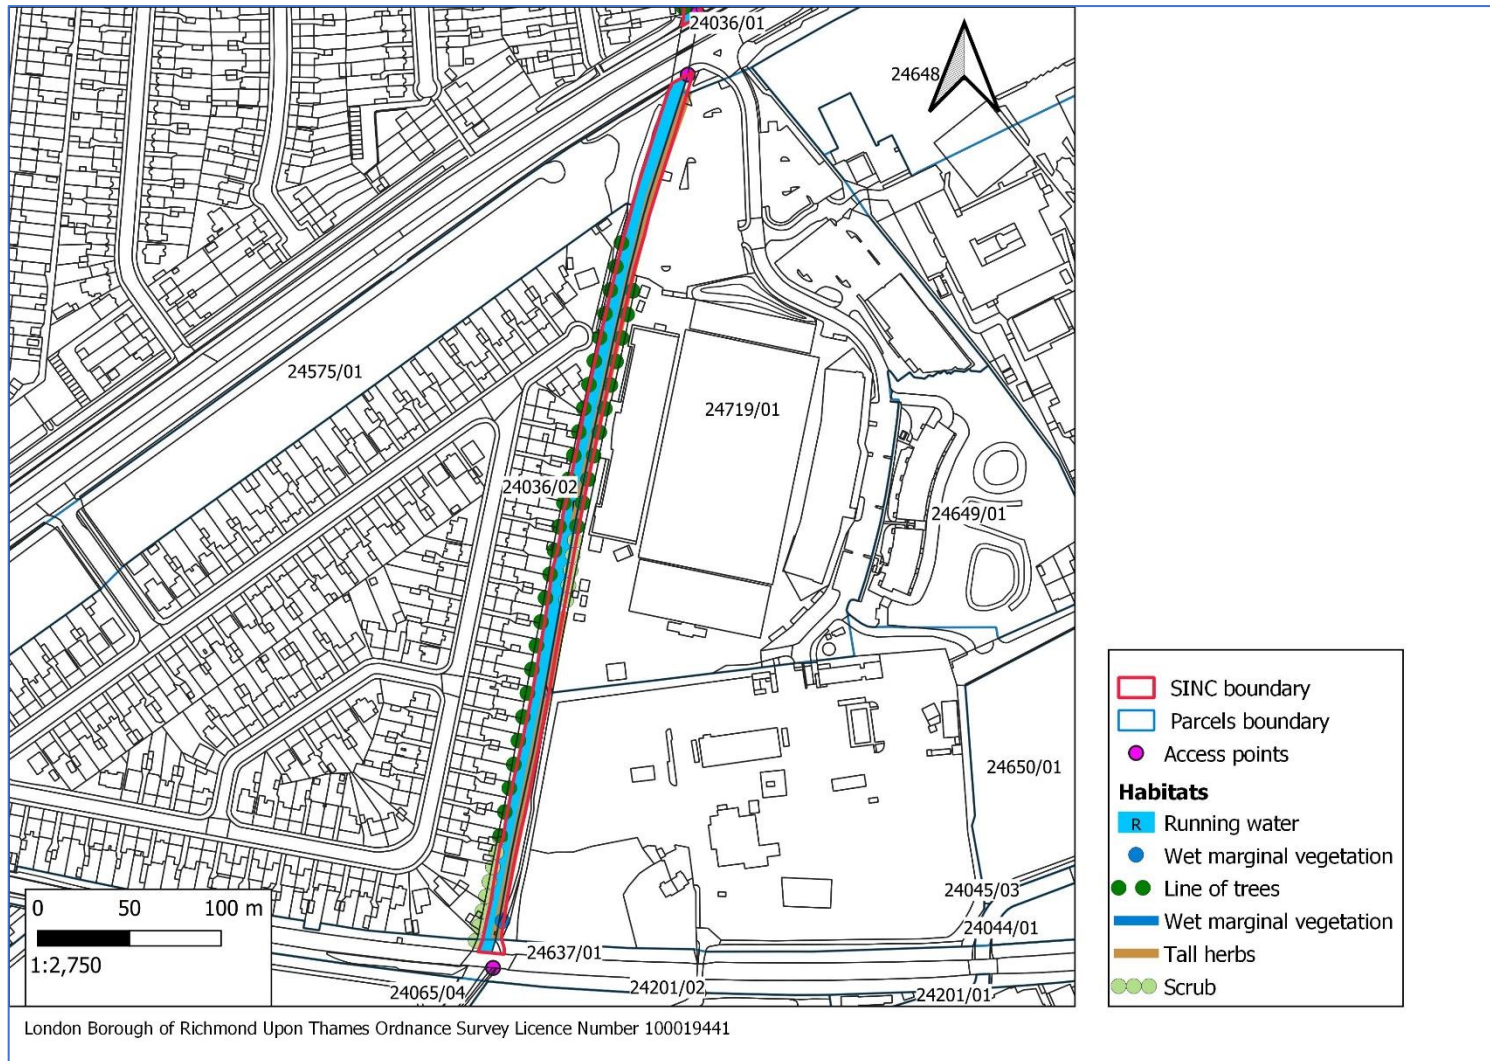 24036/01
24648
24575/01
24719/01
24036/02
24649/01
24650/01
24045/03
24044/01
24637/01
24065/04
24201/02
24201/01
0 50 100 m
1:2,750
SINC boundary
Parcels boundary
Access points
Habitats
R Running water
Wet marginal vegetation
Line of trees
Wet marginal vegetation
Tall herbs
Scrub
London Borough of Richmond Upon Thames Ordnance Survey Licence Number 100019441